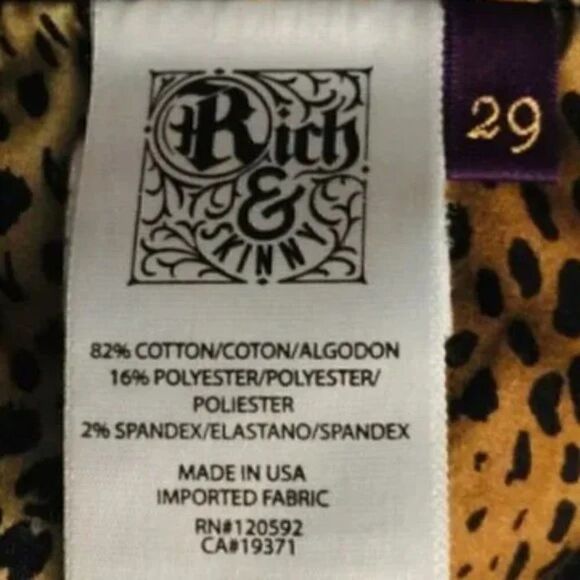 Rich
&
SKINNY
29
82% COTTON/COTON/ALGODON
16% POLYESTER/POLYESTER/
POLIESTER
2% SPANDEX/ELASTANO/SPANDEX
MADE IN USA
IMPORTED FABRIC
RN#120592
CA#19371